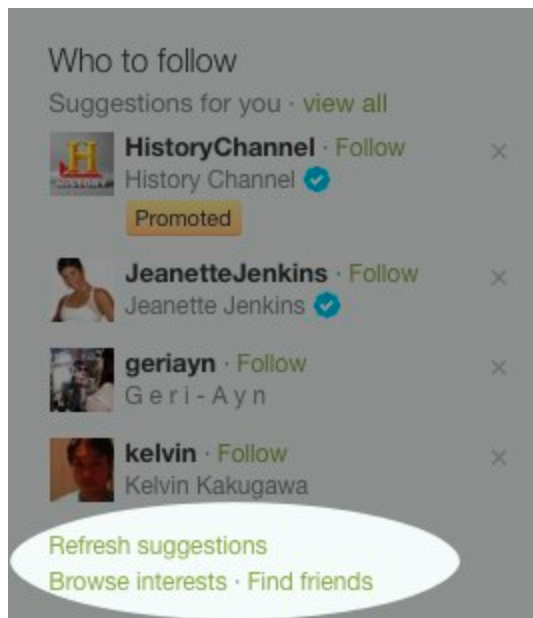 Who to follow
Suggestions for you · view all
HistoryChannel · Follow ×
H
HISTORY
History Channel
Promoted
JeanetteJenkins · Follow ×
Jeanette Jenkins
geriayn · Follow ×
G e r i - A y n
kelvin · Follow ×
Kelvin Kakugawa
Refresh suggestions
Browse interests · Find friends